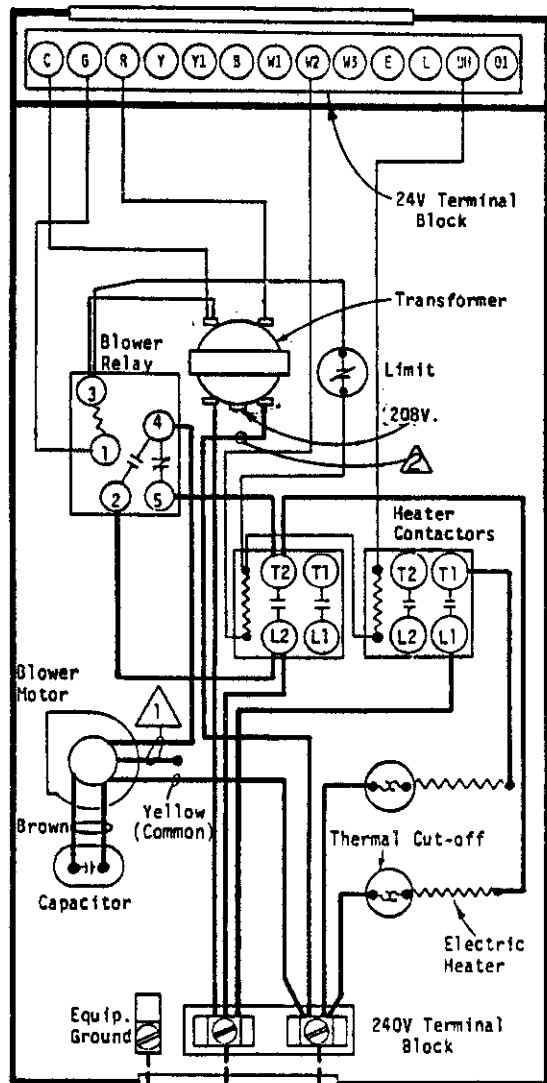 C G R Y Y1 B W1 W2 W3 E L O1
24V Terminal
Block
Transformer
Blower
Relay
Limit
208V.
3
4
1
2
2
5
Heater
Contactors
T2 T1 T2 T1
L2 L1 L2 L1
Blower
Motor
1
Yellow
(Common)
Brown
Thermal Cut-off
Capacitor
Electric
Heater
Equip.
Ground
240V Terminal
Block